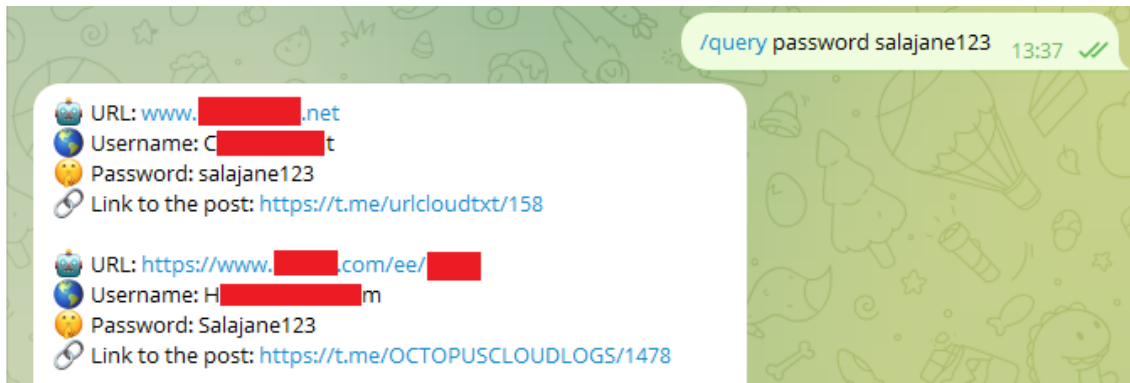 /query password salajane123 13:37
URL: www. .net
Username: C t
Password: salajane123
Link to the post: https://t.me/urlcloudtxt/158
URL: https://www. .com/ee/
Username: H m
Password: Salajane123
Link to the post: https://t.me/OCTOPUSCLOUDLOGS/1478